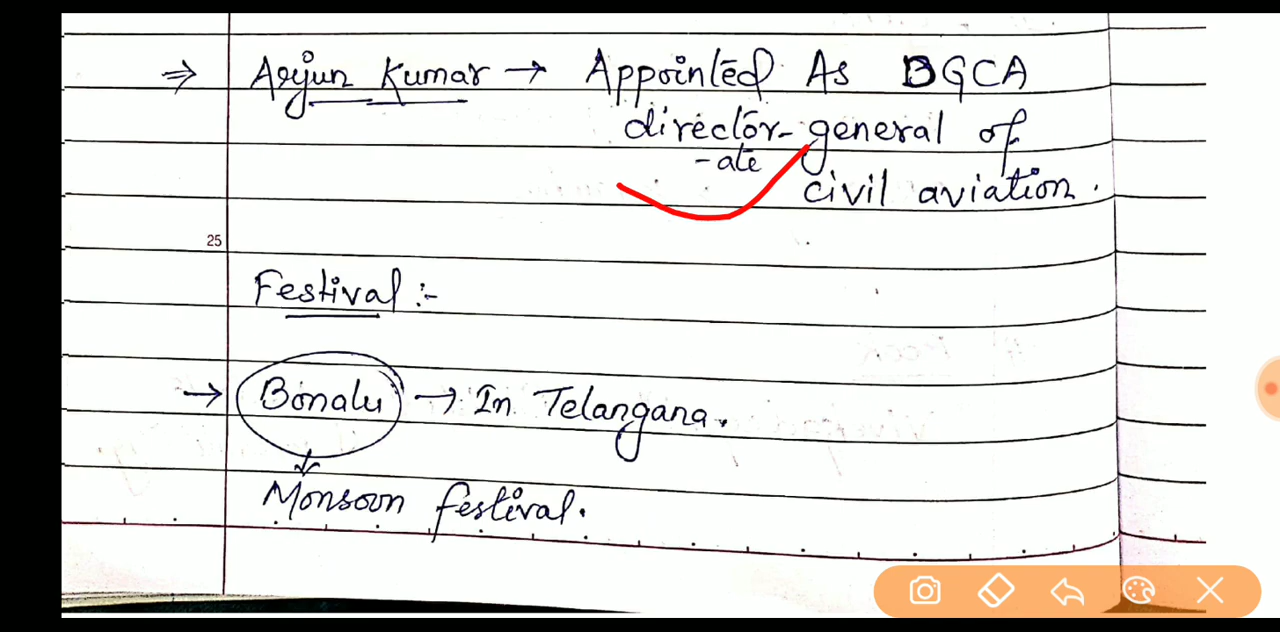 ⇒ Arjun Kumar → Appointed As DGCA
director- general of
-ate civil aviation.
25
Festival :-
→ Bonalu → In Telangana.
Monsoon festival.